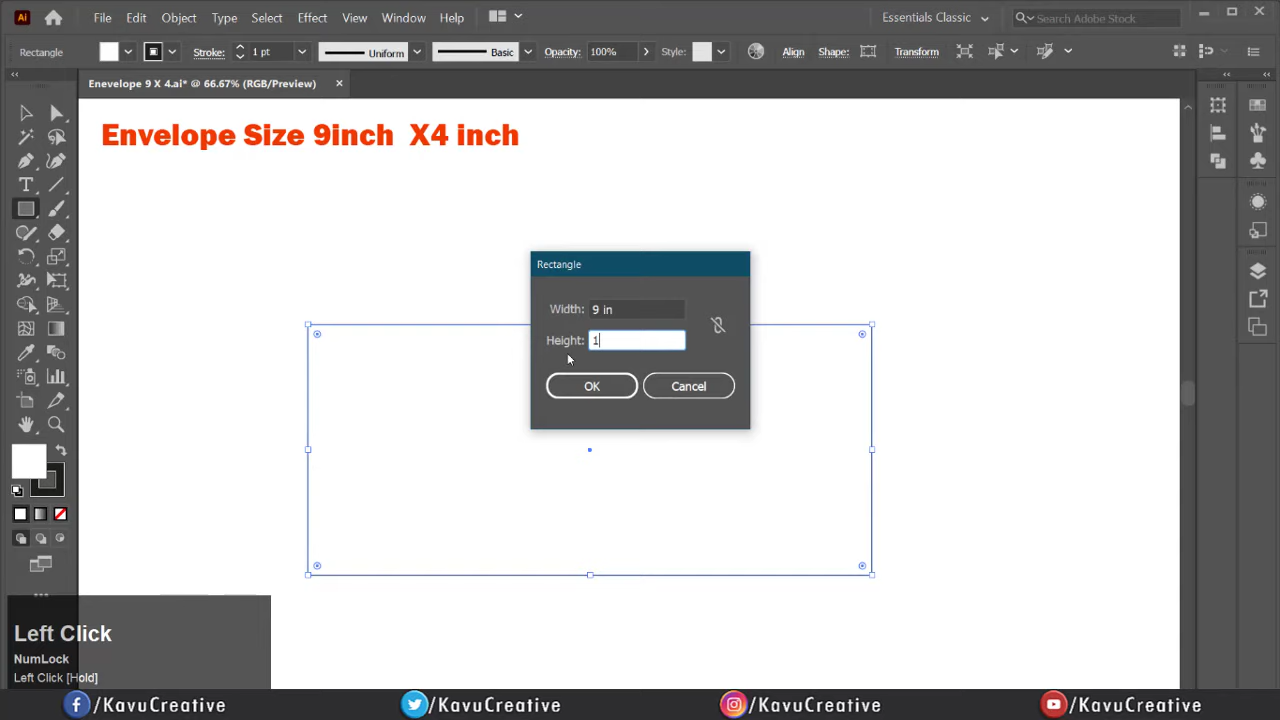 Ai File Edit Object Type Select Effect View Window Help Essentials Classic Search Adobe Stock
Rectangle Stroke: 1 pt Uniform Basic Opacity: 100% Style: Align Shape: Transform
Enevelope 9 X 4.ai* @ 66.67% (RGB/Preview)
Envelope Size 9inch X4 inch
Rectangle
Width: 9 in
Height: 1
OK Cancel
Left Click
NumLock
Left Click [Hold]
/KavuCreative /KavuCreative /KavuCreative /KavuCreative